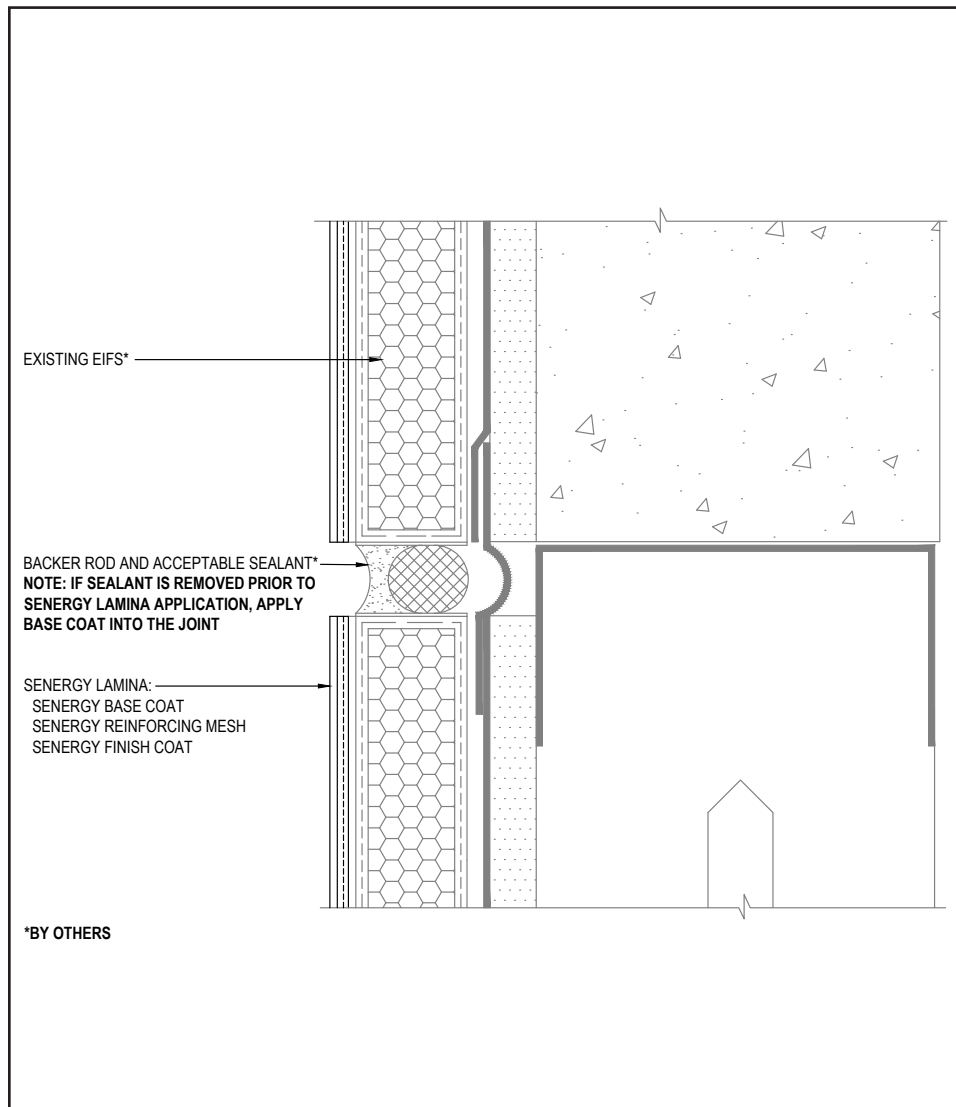 EXISTING EIFS*
BACKER ROD AND ACCEPTABLE SEALANT*
NOTE: IF SEALANT IS REMOVED PRIOR TO
SENERGY LAMINA APPLICATION, APPLY
BASE COAT INTO THE JOINT
SENERGY LAMINA:
SENERGY BASE COAT
SENERGY REINFORCING MESH
SENERGY FINISH COAT
*BY OTHERS